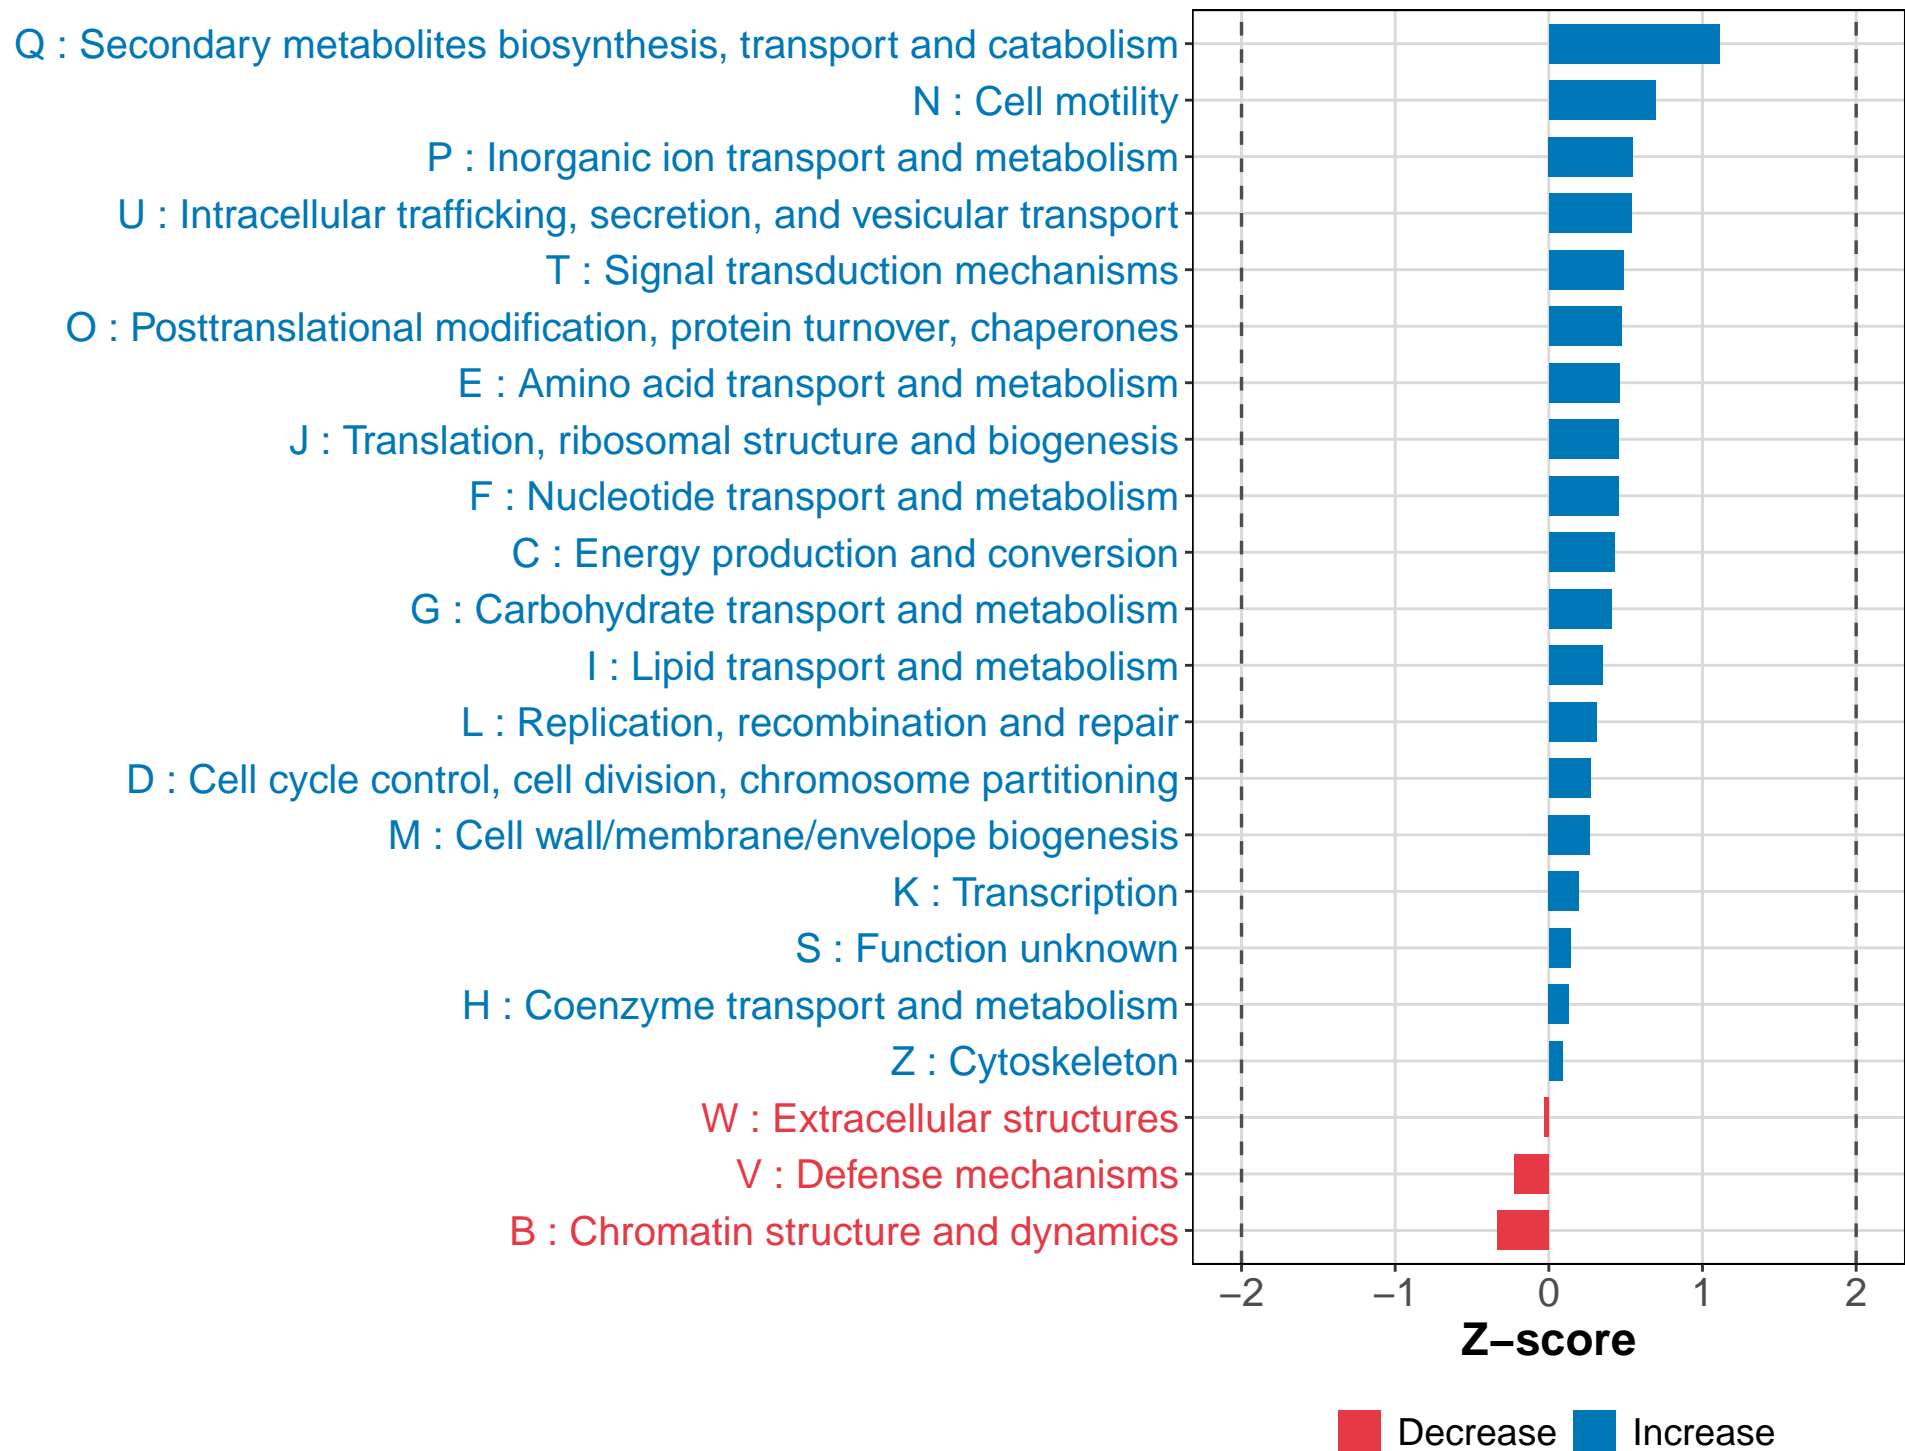 Q : Secondary metabolites biosynthesis, transport and catabolism
N : Cell motility
P : Inorganic ion transport and metabolism
U : Intracellular trafficking, secretion, and vesicular transport
T : Signal transduction mechanisms
O : Posttranslational modification, protein turnover, chaperones
E : Amino acid transport and metabolism
J : Translation, ribosomal structure and biogenesis
F : Nucleotide transport and metabolism
C : Energy production and conversion
G : Carbohydrate transport and metabolism
I : Lipid transport and metabolism
L : Replication, recombination and repair
D : Cell cycle control, cell division, chromosome partitioning
M : Cell wall/membrane/envelope biogenesis
K : Transcription
S : Function unknown
H : Coenzyme transport and metabolism
Z : Cytoskeleton
W : Extracellular structures
V : Defense mechanisms
B : Chromatin structure and dynamics
−2 −1 0 1 2
Z−score
Decrease Increase